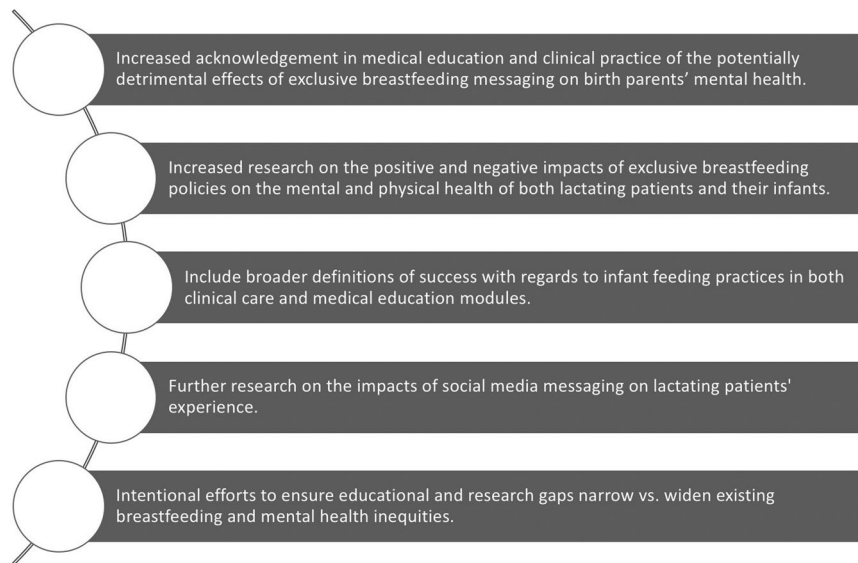 Increased acknowledgement in medical education and clinical practice of the potentially
detrimental effects of exclusive breastfeeding messaging on birth parents’ mental health.
Increased research on the positive and negative impacts of exclusive breastfeeding
policies on the mental and physical health of both lactating patients and their infants.
Include broader definitions of success with regards to infant feeding practices in both
clinical care and medical education modules.
Further research on the impacts of social media messaging on lactating patients'
experience.
Intentional efforts to ensure educational and research gaps narrow vs. widen existing
breastfeeding and mental health inequities.